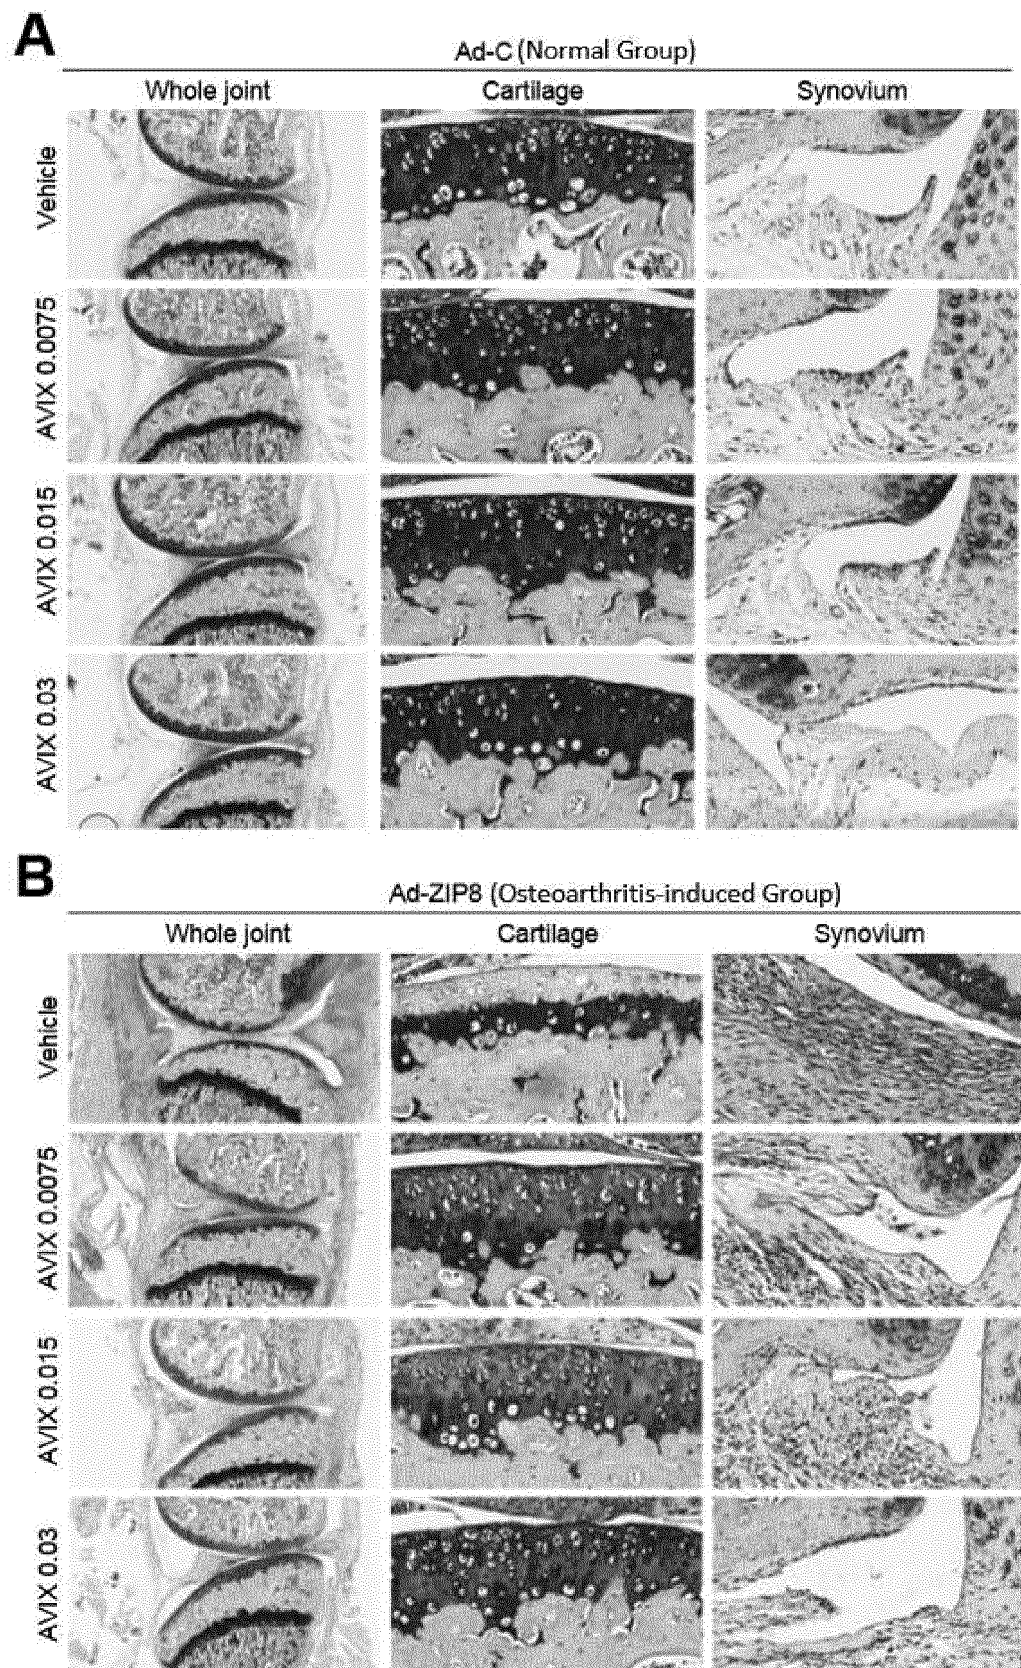 A
Ad-C (Normal Group)
Whole joint Cartilage Synovium
Vehicle
AVIX 0.0075
AVIX 0.015
AVIX 0.03
B
Ad-ZIP8 (Osteoarthritis-induced Group)
Whole joint Cartilage Synovium
Vehicle
AVIX 0.0075
AVIX 0.015
AVIX 0.03